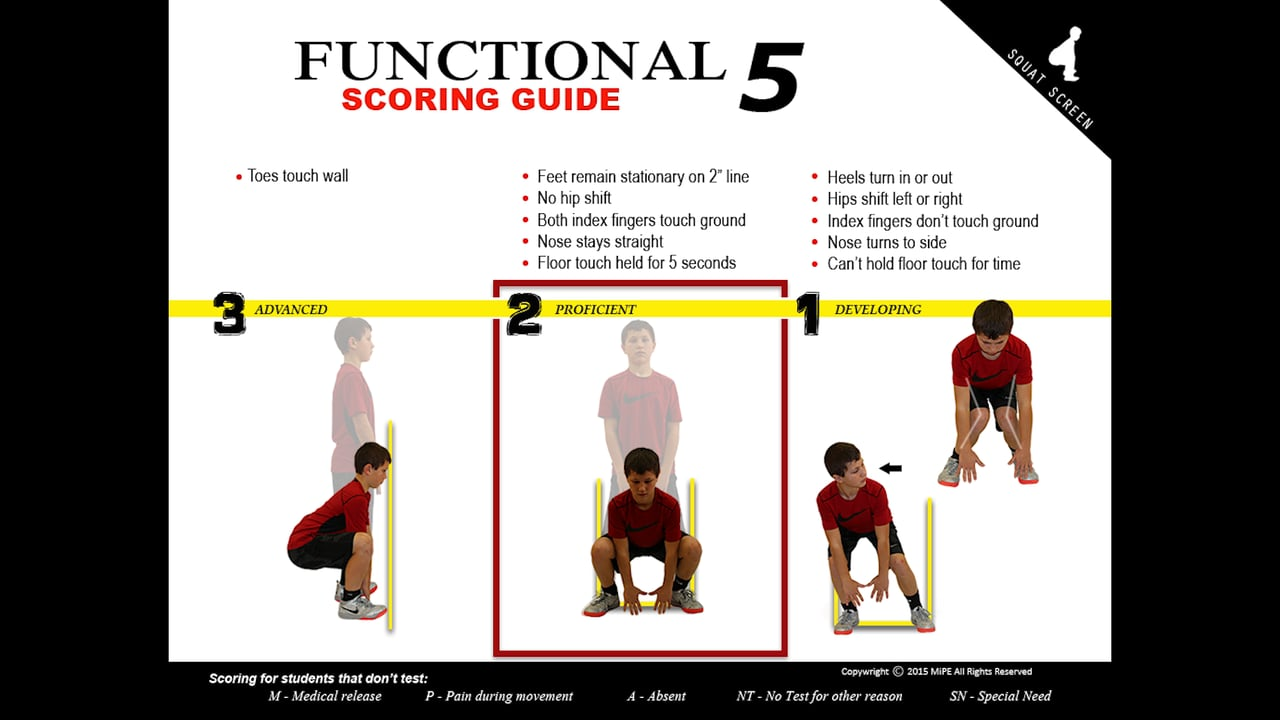 FUNCTIONAL 5
SCORING GUIDE
SQUAT SCREEN
• Toes touch wall
• Feet remain stationary on 2” line
• No hip shift
• Both index fingers touch ground
• Nose stays straight
• Floor touch held for 5 seconds
• Heels turn in or out
• Hips shift left or right
• Index fingers don’t touch ground
• Nose turns to side
• Can’t hold floor touch for time
3 ADVANCED
2 PROFICIENT
1 DEVELOPING
Copyright © 2015 MiPE All Rights Reserved
Scoring for students that don’t test:
M - Medical release P - Pain during movement A - Absent NT - No Test for other reason SN - Special Need